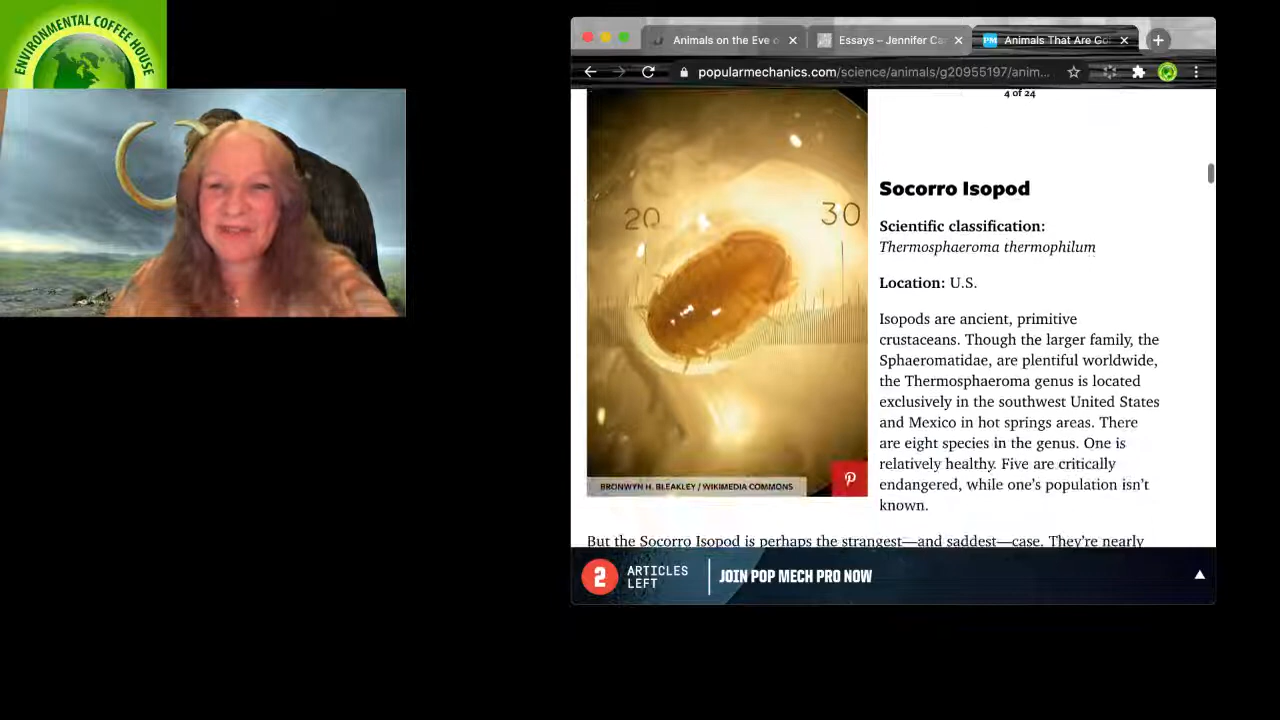 ENVIRONMENTAL COFFEE HOUSE
Animals on the Eve o
Essays – Jennifer Ca
Animals That Are Go
popularmechanics.com/science/animals/g20955197/anim...
4 of 24
20
30
BRONWYN H. BLEAKLEY / WIKIMEDIA COMMONS
Socorro Isopod
Scientific classification:
Thermosphaeroma thermophilum
Location: U.S.
Isopods are ancient, primitive
crustaceans. Though the larger family, the
Sphaeromatidae, are plentiful worldwide,
the Thermosphaeroma genus is located
exclusively in the southwest United States
and Mexico in hot springs areas. There
are eight species in the genus. One is
relatively healthy. Five are critically
endangered, while one's population isn't
known.
But the Socorro Isopod is perhaps the strangest—and saddest—case. They're nearly
2 ARTICLES
LEFT
JOIN POP MECH PRO NOW